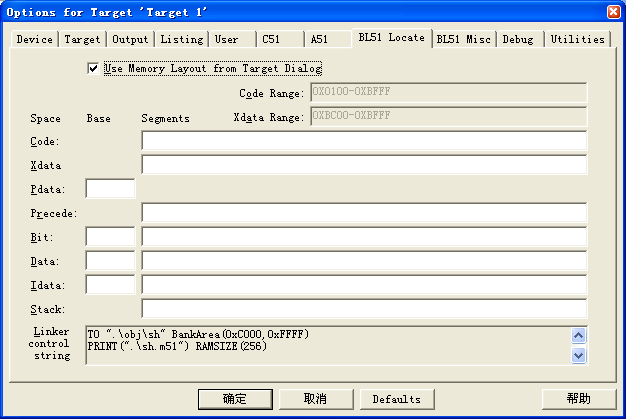 Options for Target 'Target 1'
Device Target Output Listing User C51 A51 BL51 Locate BL51 Misc Debug Utilities
Use Memory Layout from Target Dialog
Code Range: 0X0100-0XBFFF
Space Base Segments Xdata Range: 0XBC00-0XBFFF
Code:
Xdata
Pdata:
Precede:
Bit:
Data:
Idata:
Stack:
Linker control string
TO ".\obj\sh" BankArea(0xC000,0xFFFF)
PRINT(".\sh.m51") RAMSIZE(256)
确定 取消 Defaults 帮助